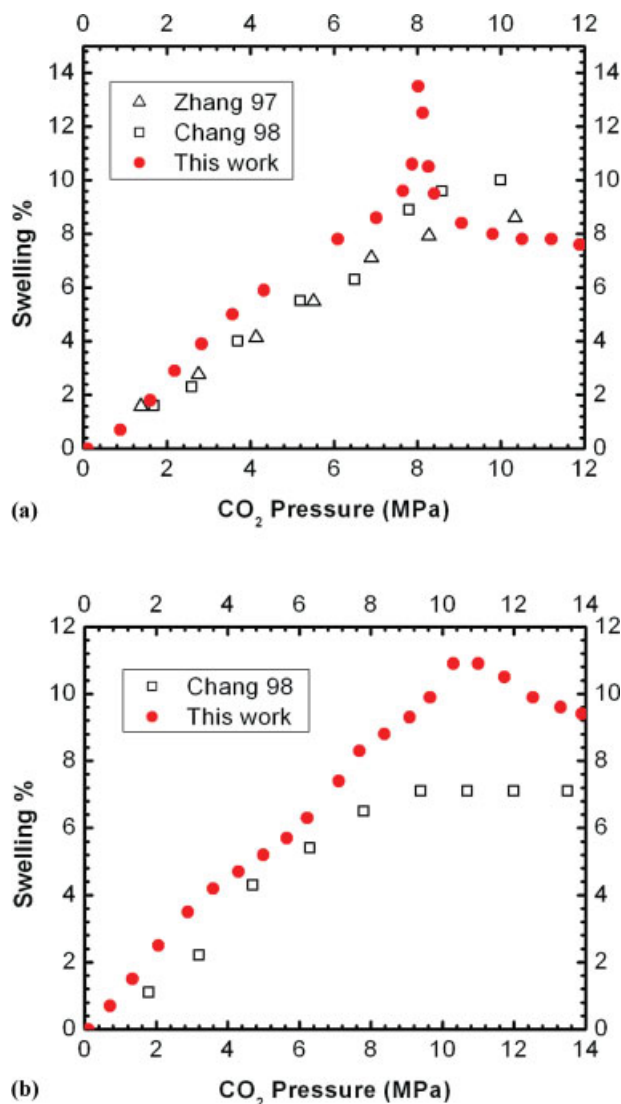 0 2 4 6 8 10 12
14 14
12 12
10 10
8 8
6 6
4 4
2 2
0 0
Zhang 97
Chang 98
This work
Swelling %
0 2 4 6 8 10 12
(a) CO₂ Pressure (MPa)
0 2 4 6 8 10 12 14
12 12
10 10
8 8
6 6
4 4
2 2
0 0
Chang 98
This work
Swelling %
0 2 4 6 8 10 12 14
(b) CO₂ Pressure (MPa)